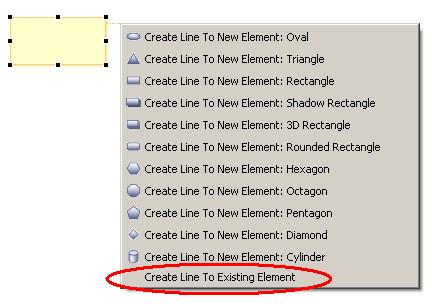 Create Line To New Element: Oval
Create Line To New Element: Triangle
Create Line To New Element: Rectangle
Create Line To New Element: Shadow Rectangle
Create Line To New Element: 3D Rectangle
Create Line To New Element: Rounded Rectangle
Create Line To New Element: Hexagon
Create Line To New Element: Octagon
Create Line To New Element: Pentagon
Create Line To New Element: Diamond
Create Line To New Element: Cylinder
Create Line To Existing Element